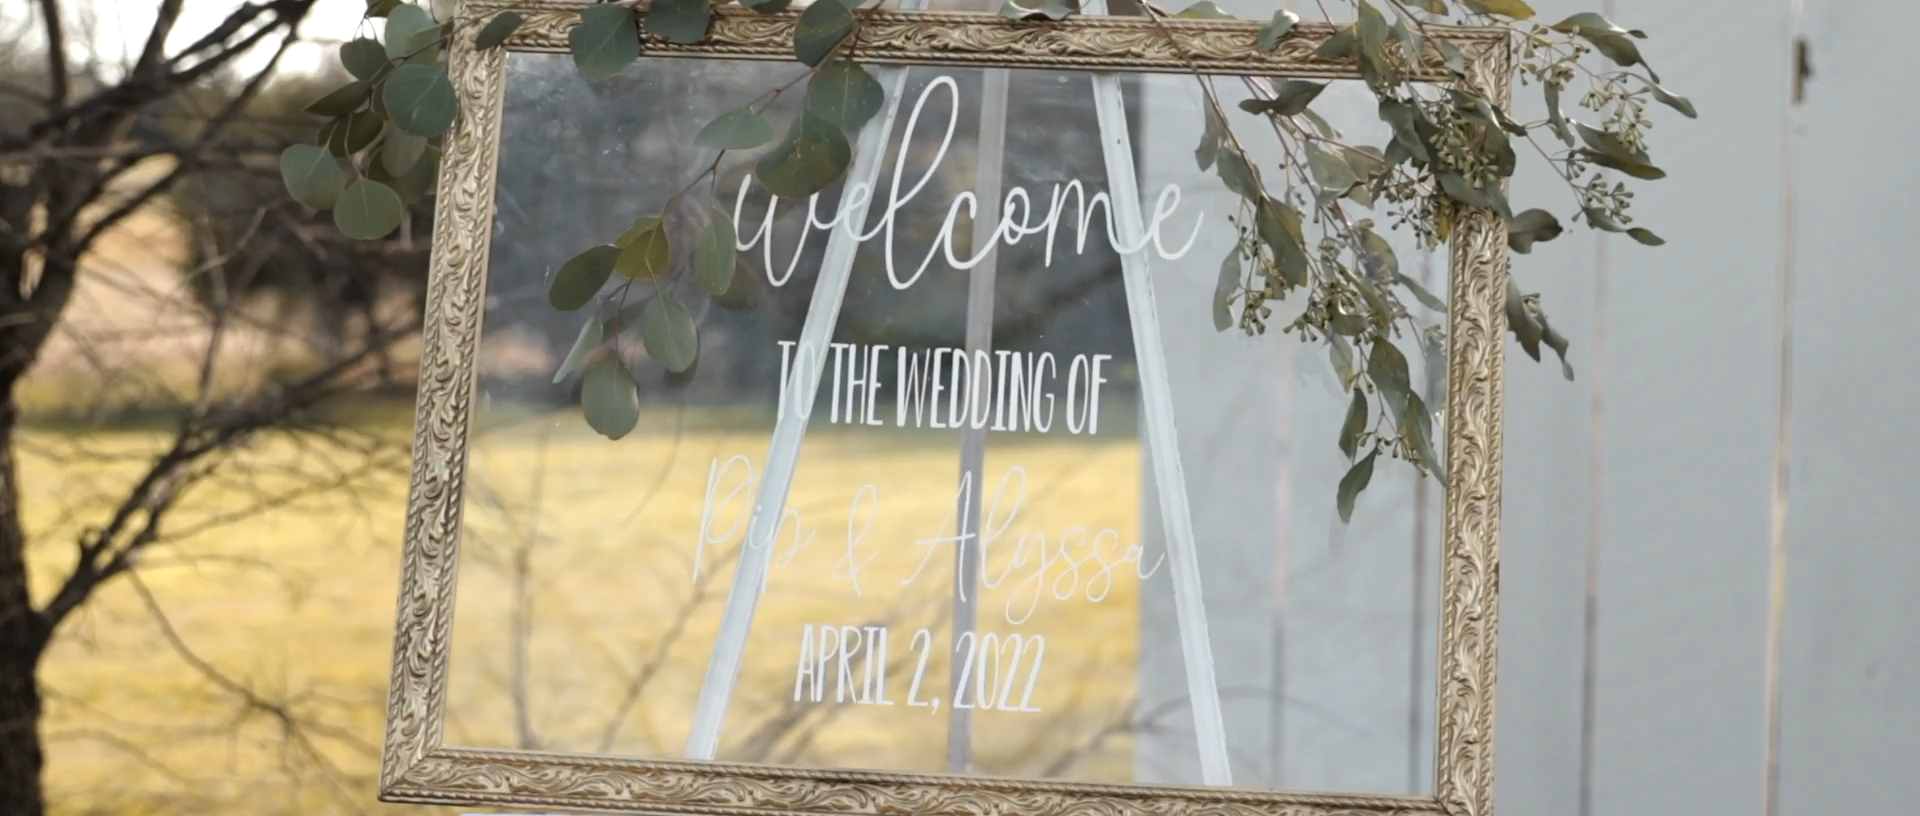 welcome
TO THE WEDDING OF
Pip & Alyssa
APRIL 2, 2022